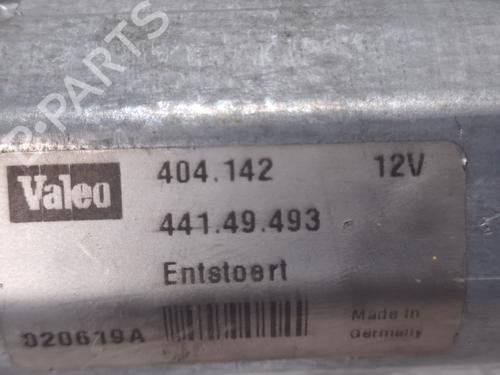 B-PARTS
Valeo 404.142 12V
441.49.493
Entstoert
020619A Made in
Germany